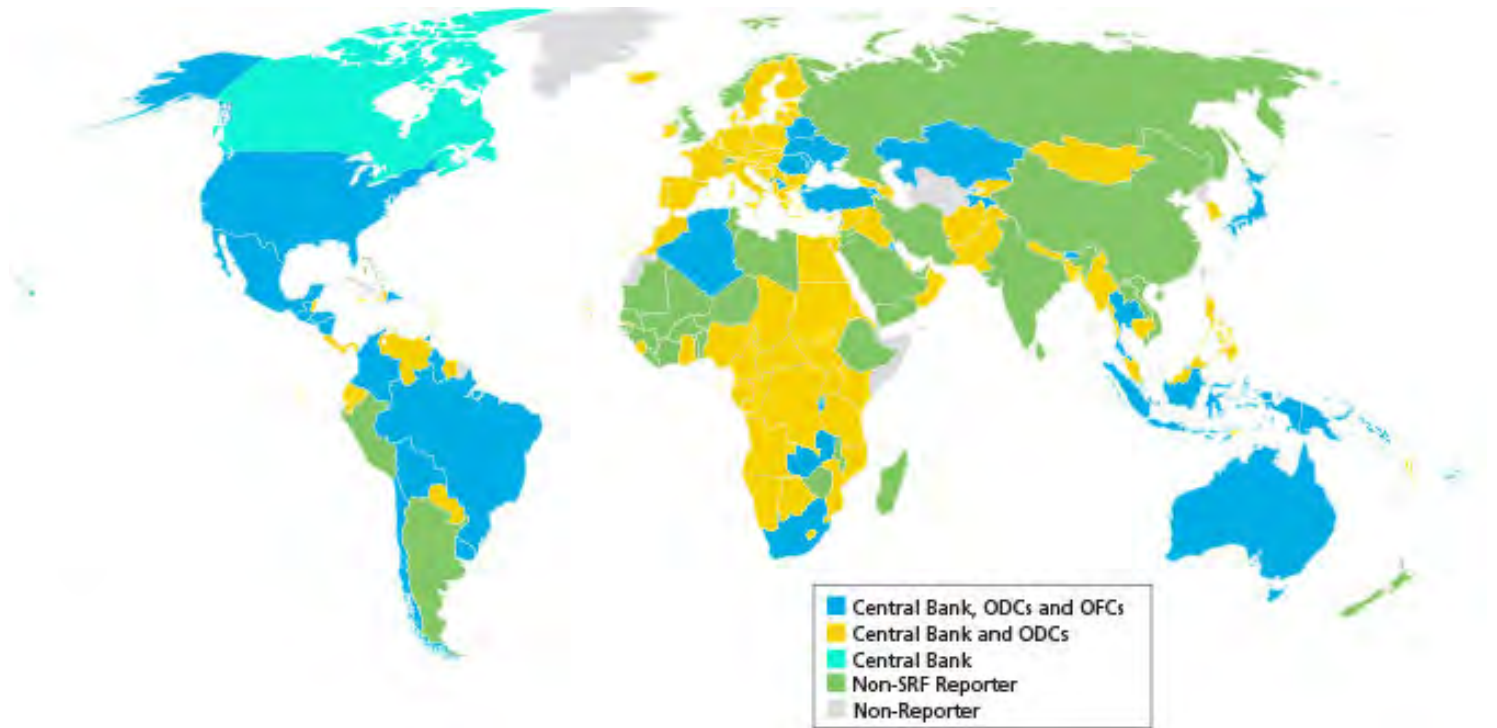 Central Bank, ODCs and OFCs
Central Bank and ODCs
Central Bank
Non-SRF Reporter
Non-Reporter